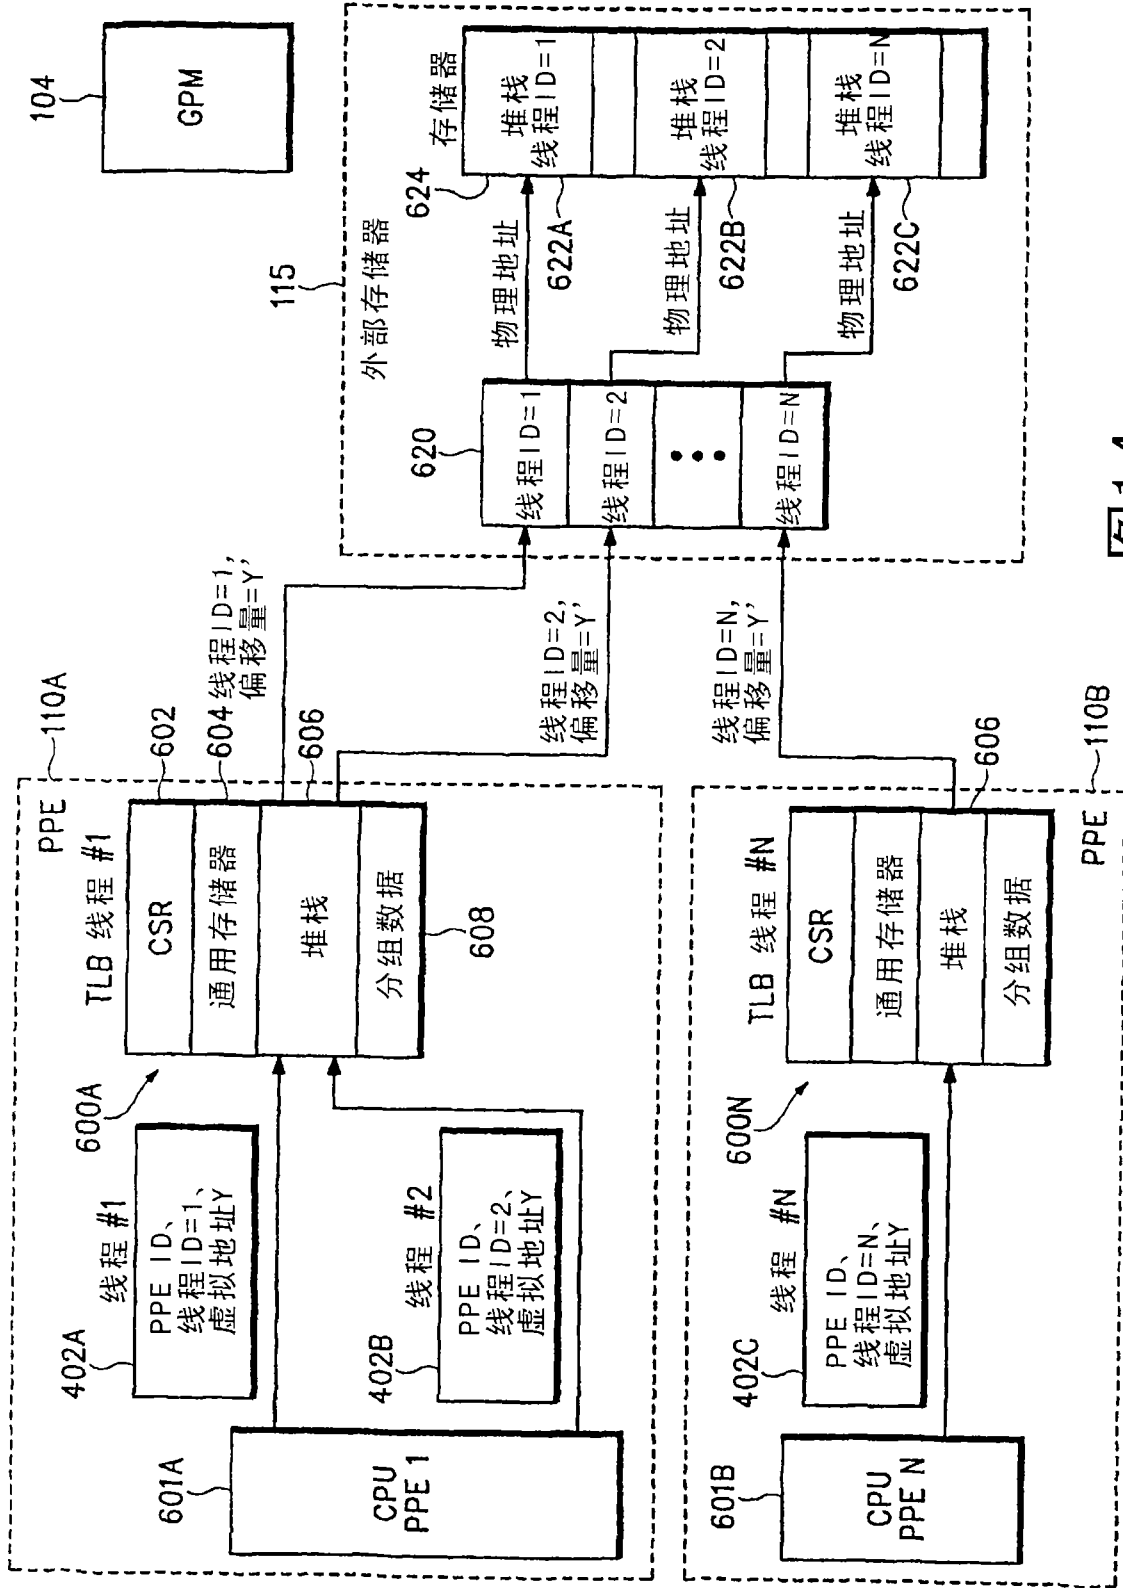 110A
PPE
TLB 线程 #1
602
CSR
604
通用存储器
606
堆栈
分组数据
608
600A
线程 #1
PPE ID、
线程ID=1、
虚拟地址Y
402A
线程 #2
PPE ID、
线程ID=2、
虚拟地址Y
402B
601A
CPU
PPE 1
线程ID=1,
偏移量=Y'
线程ID=2,
偏移量=Y'
线程ID=N,
偏移量=Y'
110B
PPE
TLB 线程 #N
CSR
通用存储器
堆栈
606
分组数据
600N
线程 #N
PPE ID、
线程ID=N、
虚拟地址Y
402C
601B
CPU
PPE N
104
GPM
115
外部存储器
620
线程ID=1
线程ID=2
线程ID=N
物理地址
物理地址
物理地址
624
存储器
堆栈
线程ID=1
622A
堆栈
线程ID=2
622B
堆栈
线程ID=N
622C
图14